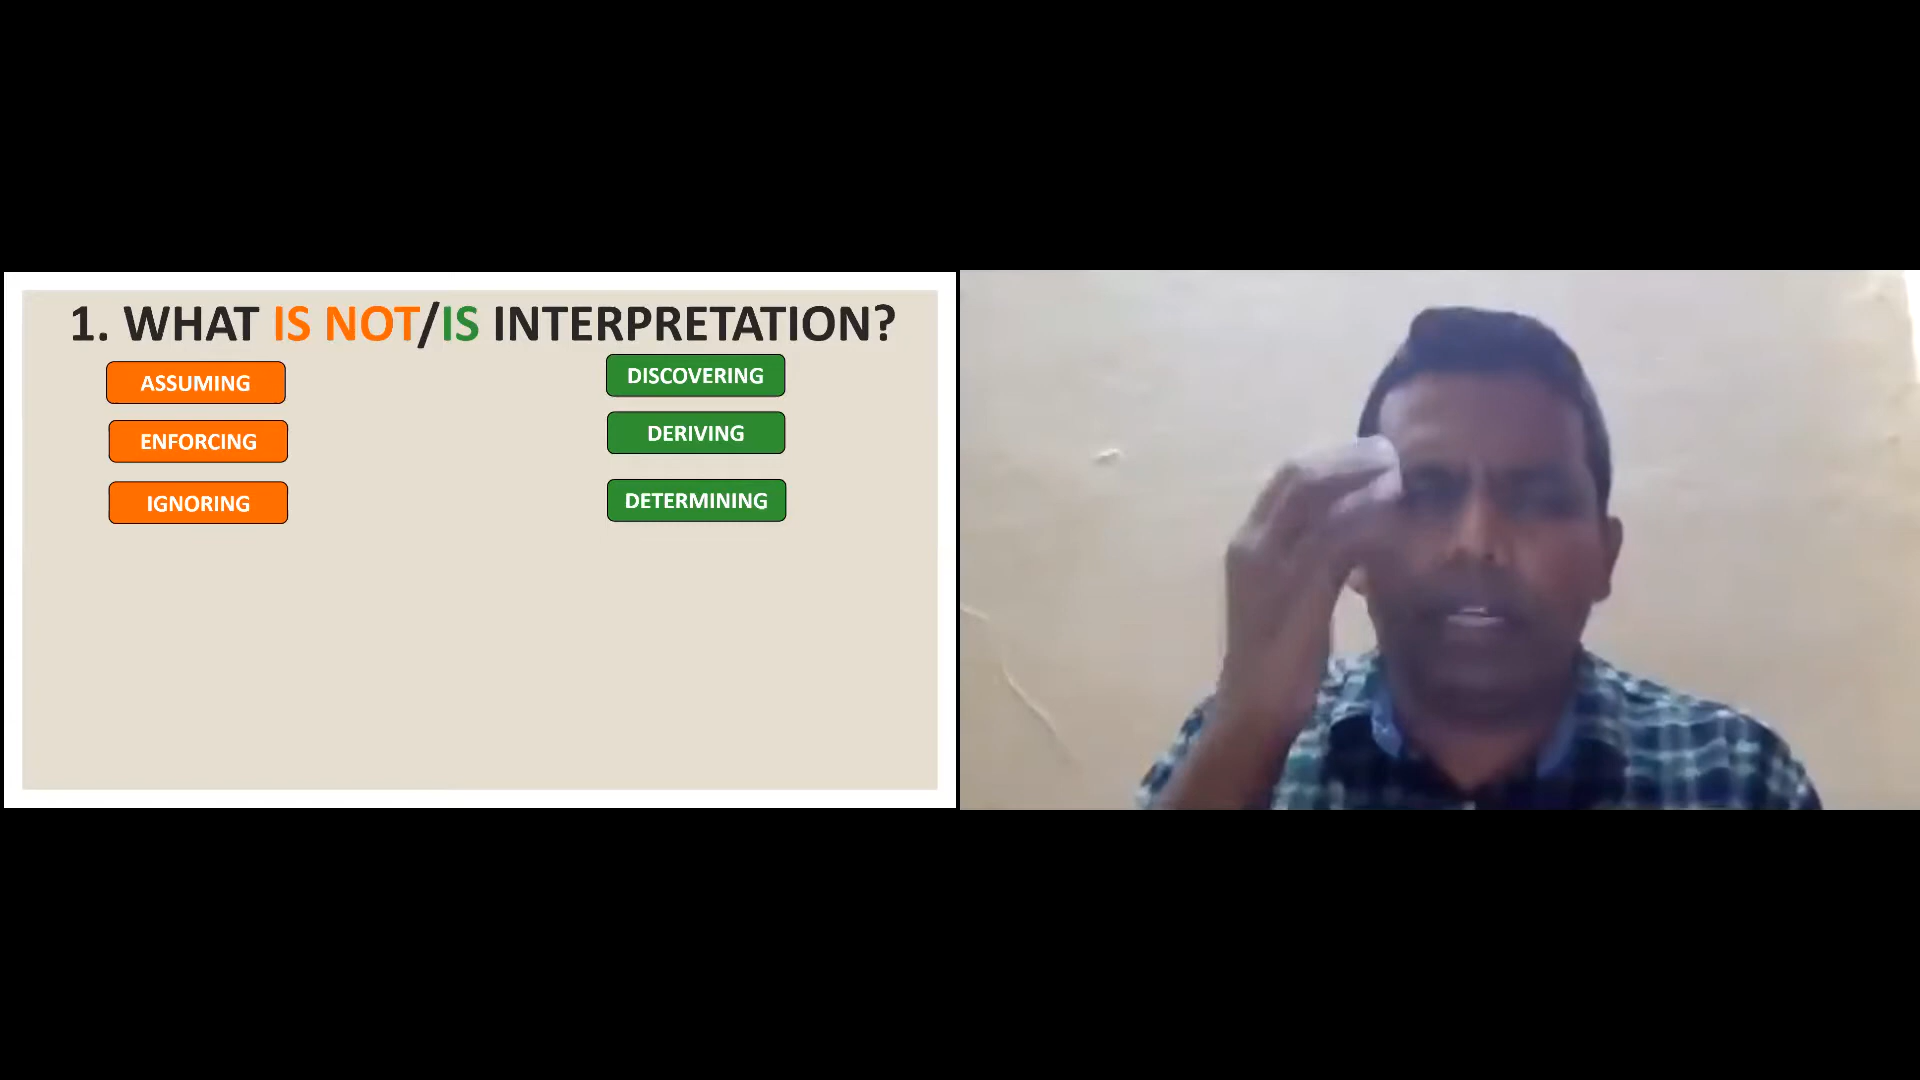 1. WHAT IS NOT/IS INTERPRETATION?
ASSUMING
ENFORCING
IGNORING
DISCOVERING
DERIVING
DETERMINING